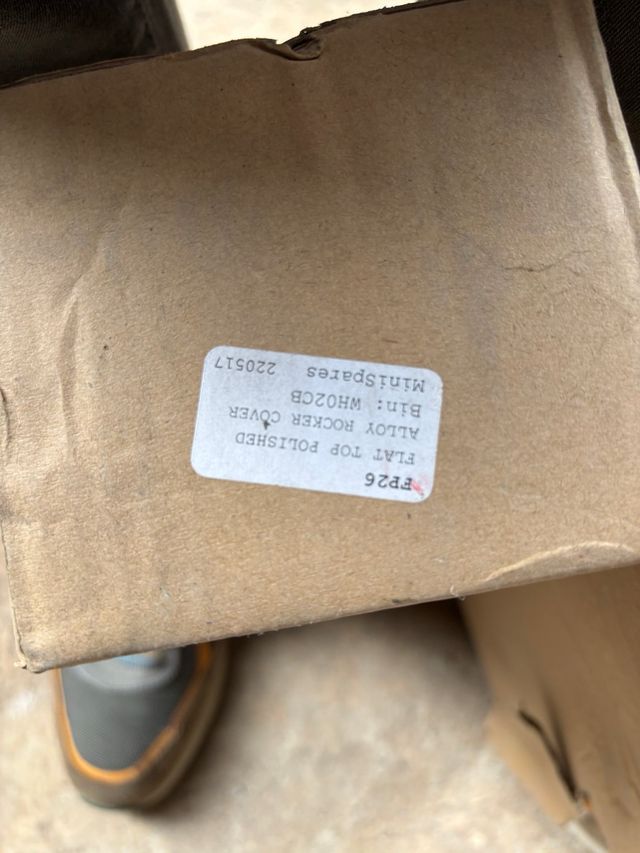 FP26
FLAT TOP POLISHED
ALLOY ROCKER COVER
Bin: WH02CB
MiniSpares 220517